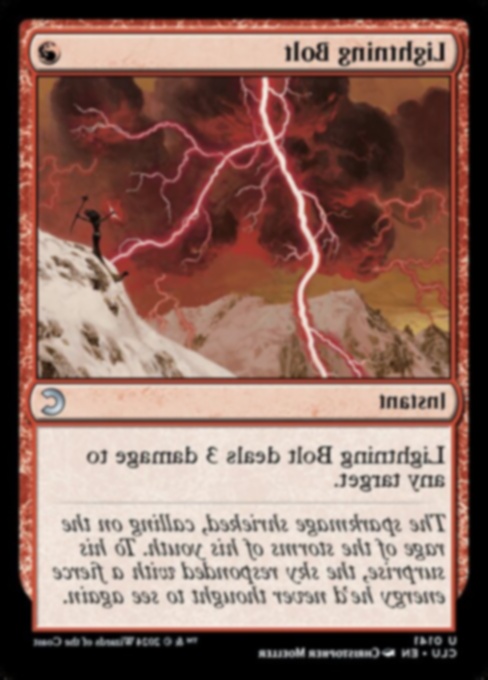 Lightning Bolt
Instant
Lightning Bolt deals 3 damage to
any target.
The sparkmage shrieked, calling on the
rage of the storms of his youth. To his
surprise, the sky responded with a fierce
energy he'd never thought to see again.
U 0141
CLU • EN Christopher Moeller
™ & © 2024 Wizards of the Coast